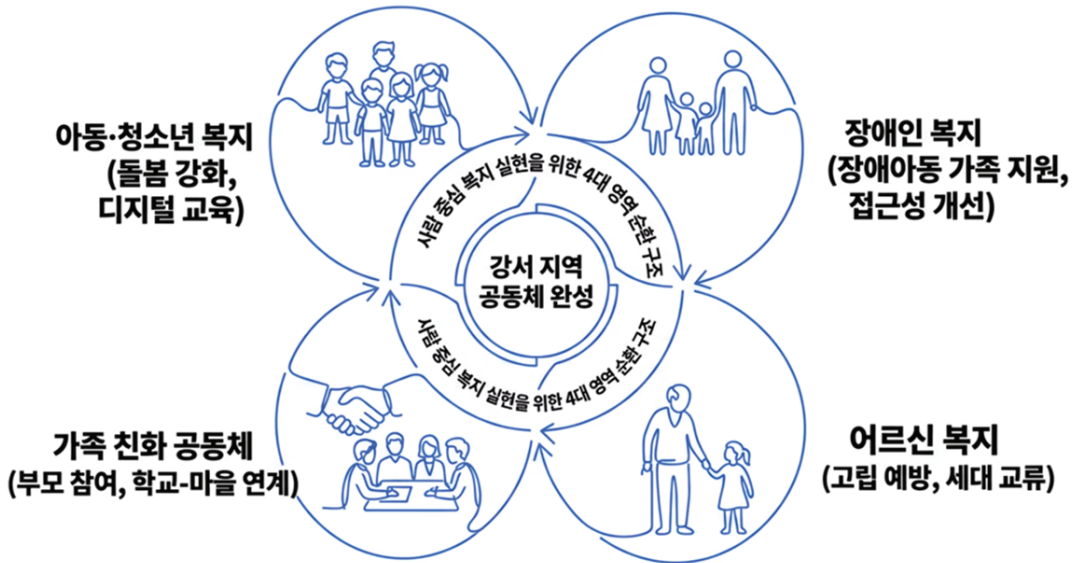 아동·청소년 복지
(돌봄 강화,
디지털 교육)
장애인 복지
(장애아동 가족 지원,
접근성 개선)
사람 중심 복지 실현을 위한 4대 영역 순환 구조
강서 지역
공동체 완성
사람 중심 복지 실현을 위한 4대 영역 순환 구조
가족 친화 공동체
(부모 참여, 학교-마을 연계)
어르신 복지
(고립 예방, 세대 교류)